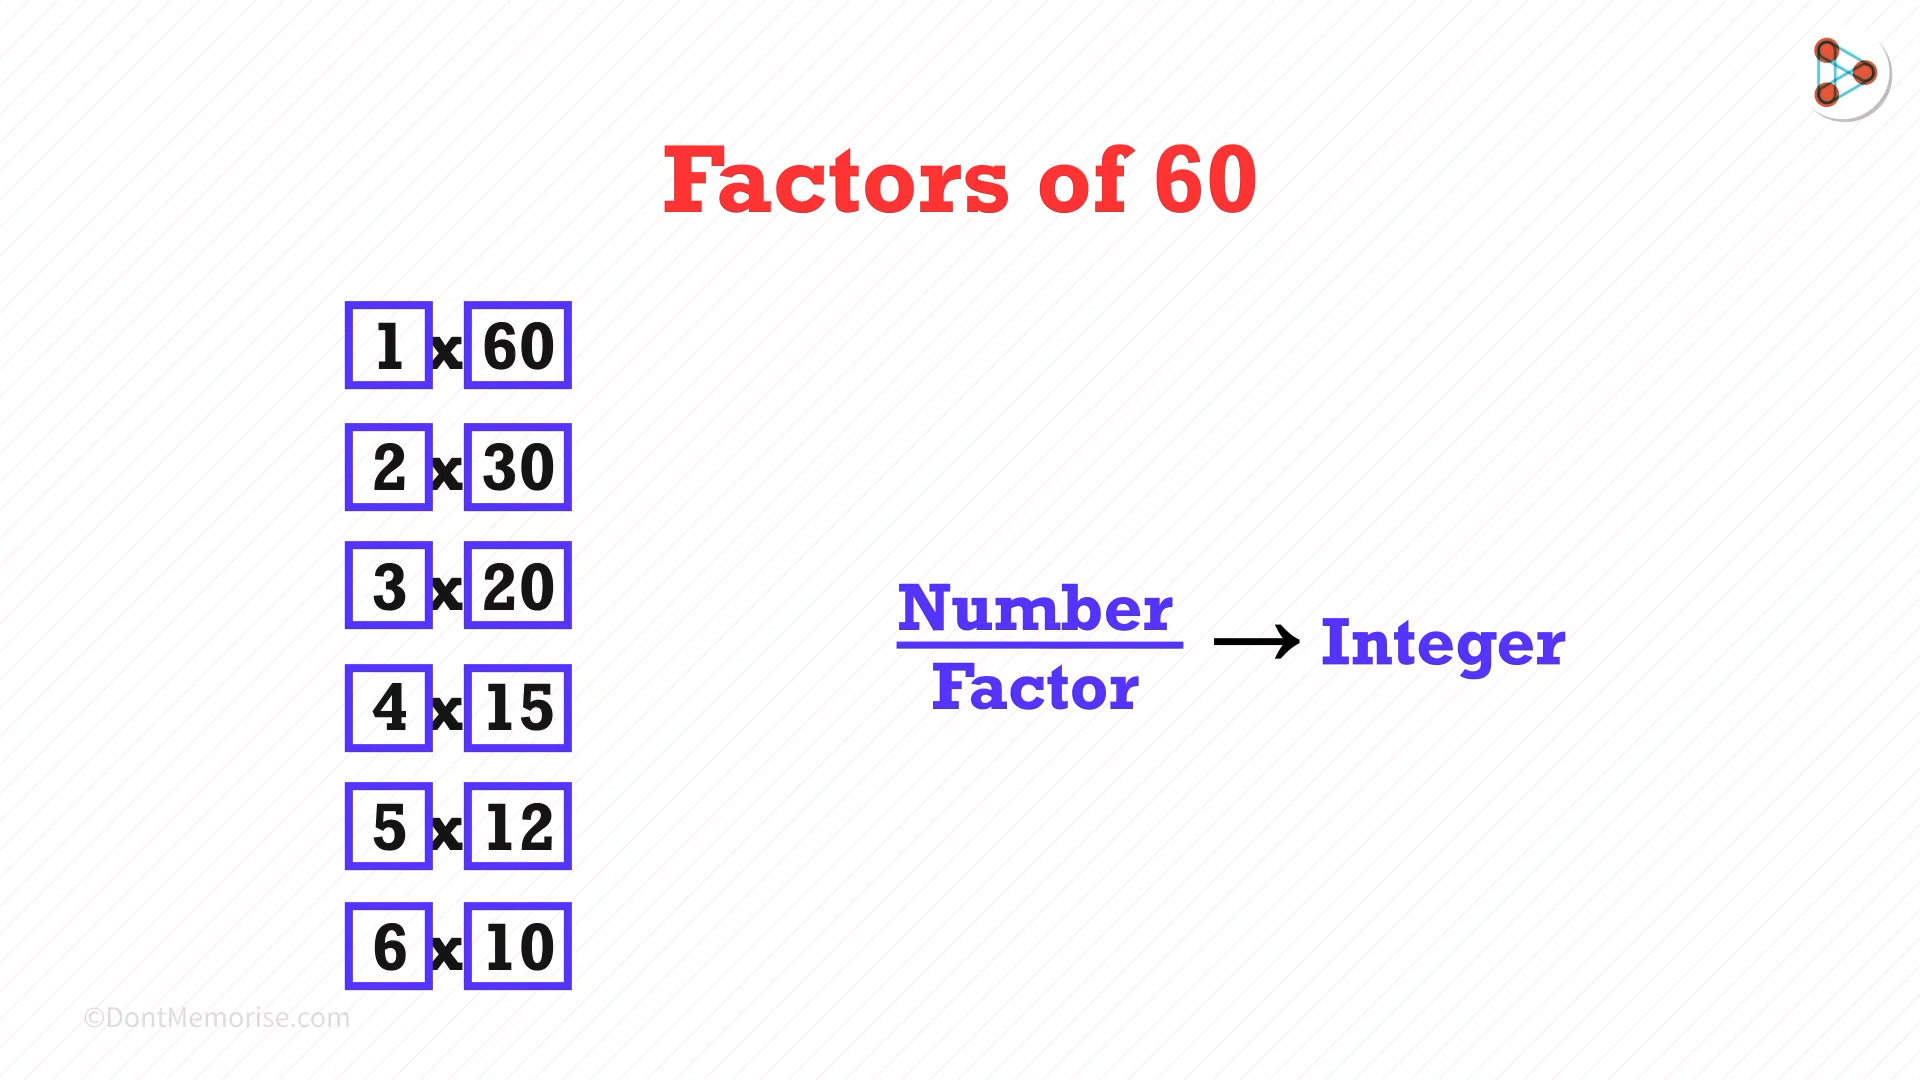 Factors of 60
1 x 60
2 x 30
3 x 20
4 x 15
5 x 12
6 x 10
Number
Factor
→ Integer
©DontMemorise.com